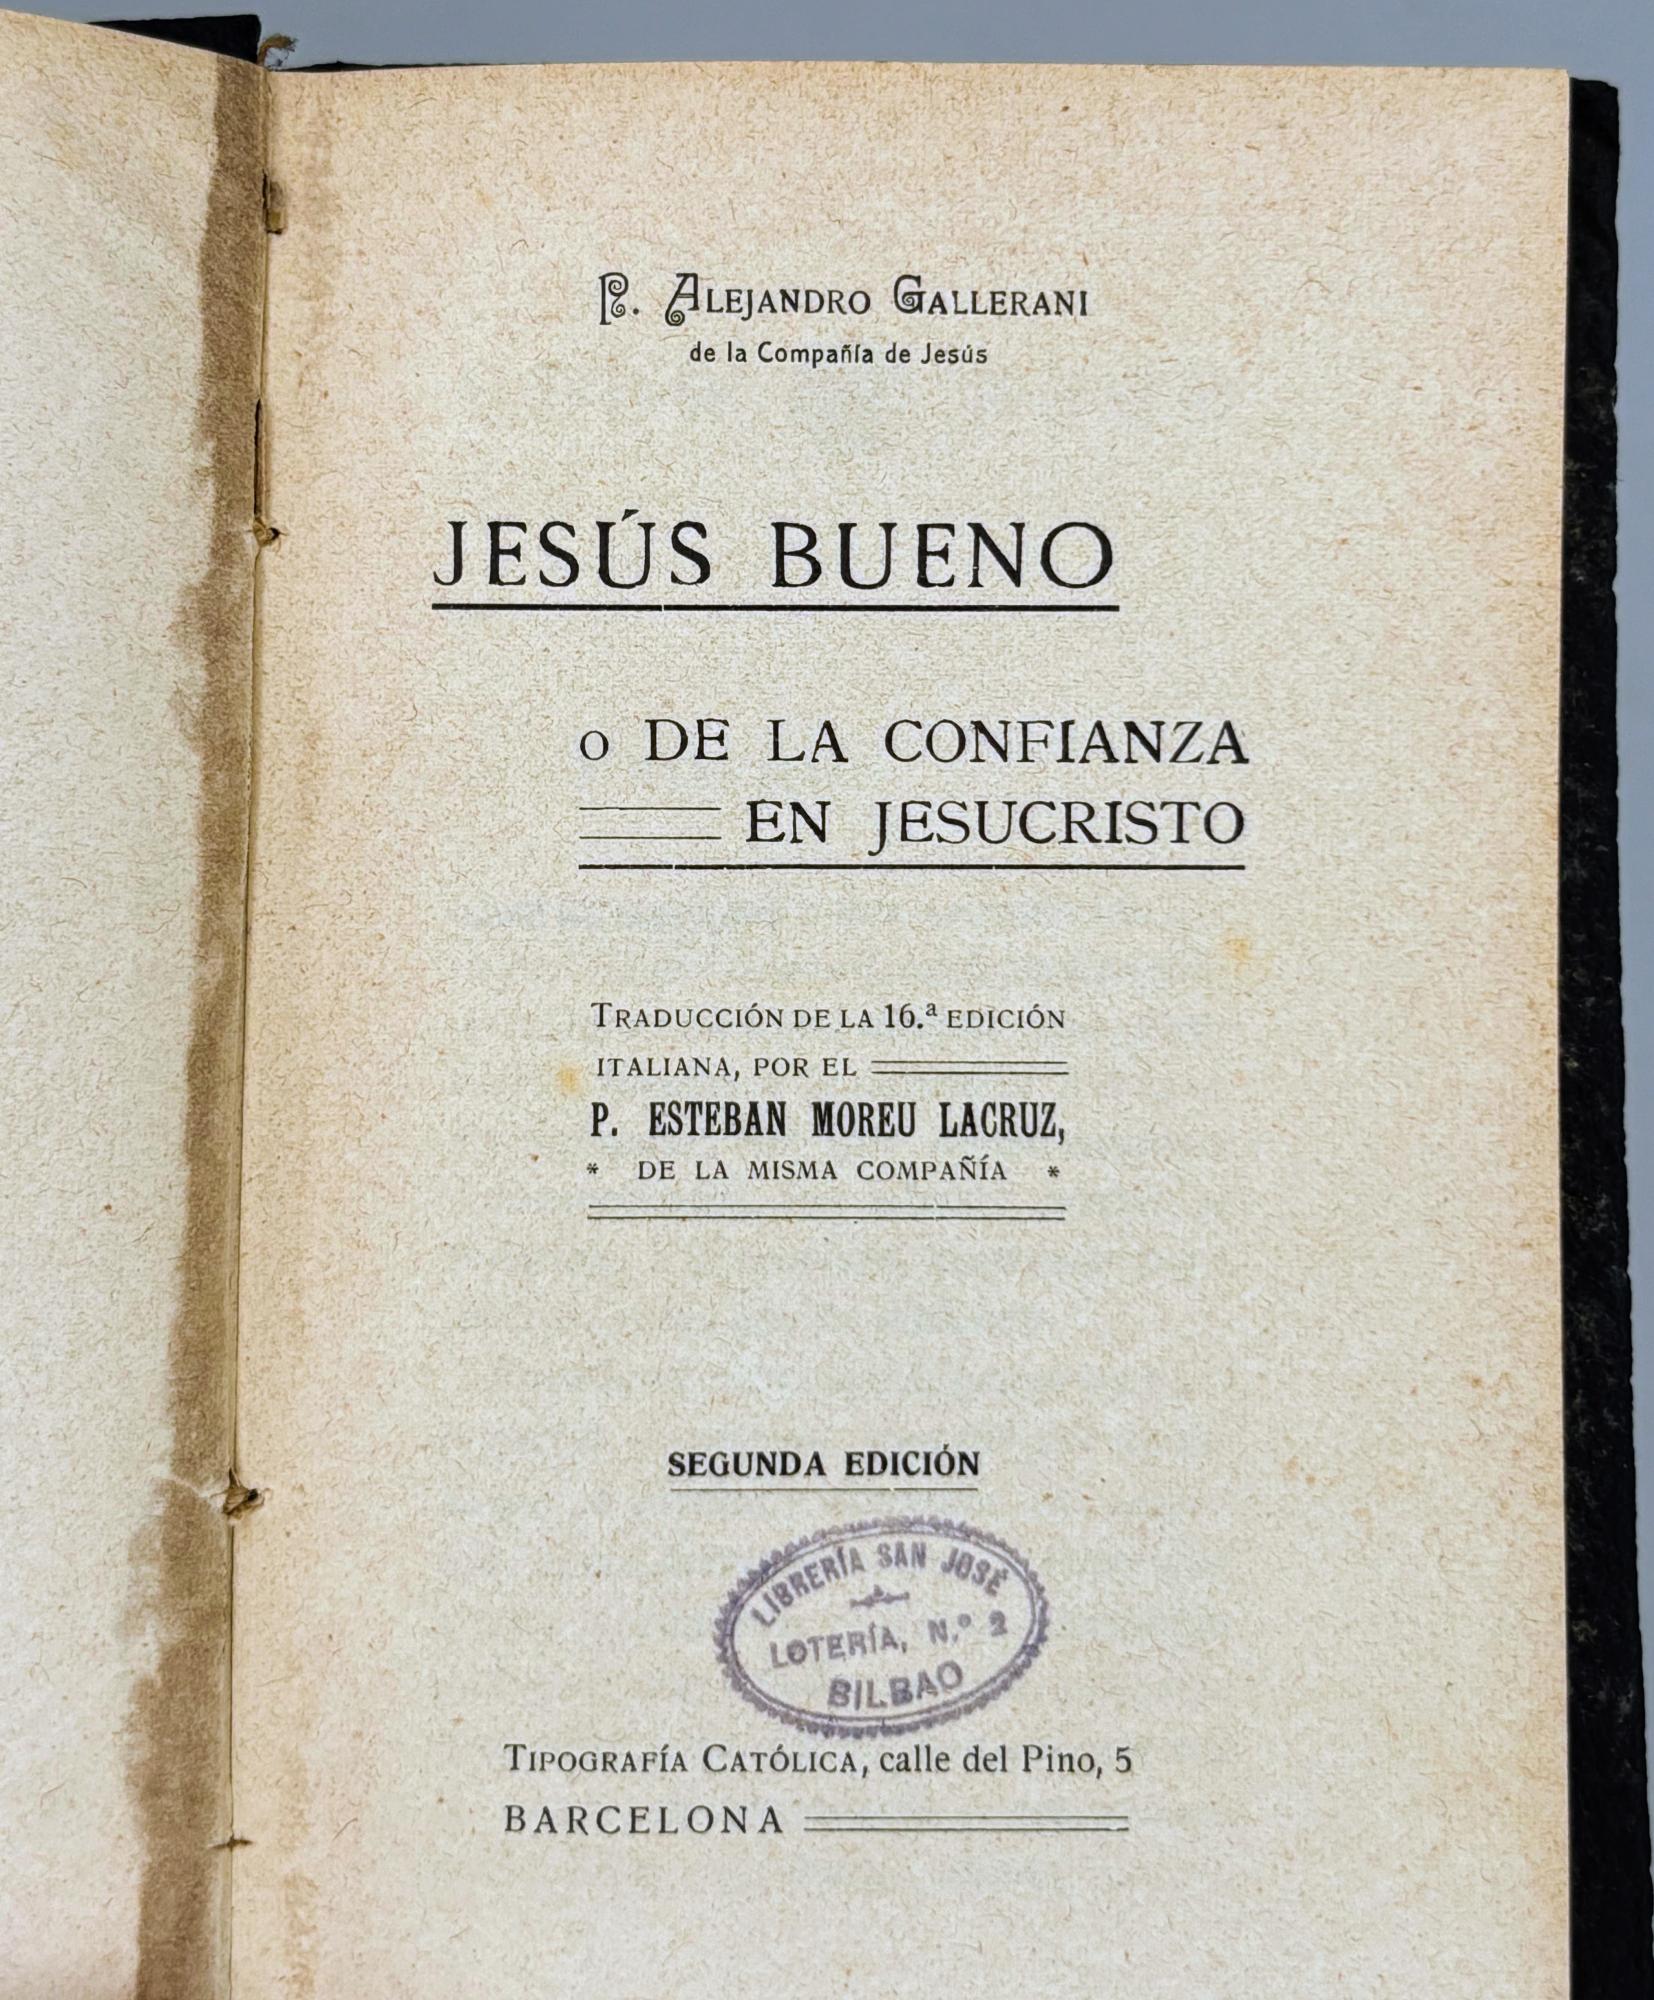 P. Alejandro Gallerani
de la Compañía de Jesús
JESÚS BUENO
o DE LA CONFIANZA
EN JESUCRISTO
Traducción de la 16.ª edición
italiana, por el
P. ESTEBAN MOREU LACRUZ,
* DE LA MISMA COMPAÑÍA *
SEGUNDA EDICIÓN
LIBRERÍA SAN JOSÉ
LOTERÍA, N.º 2
BILBAO
Tipografía Católica, calle del Pino, 5
BARCELONA